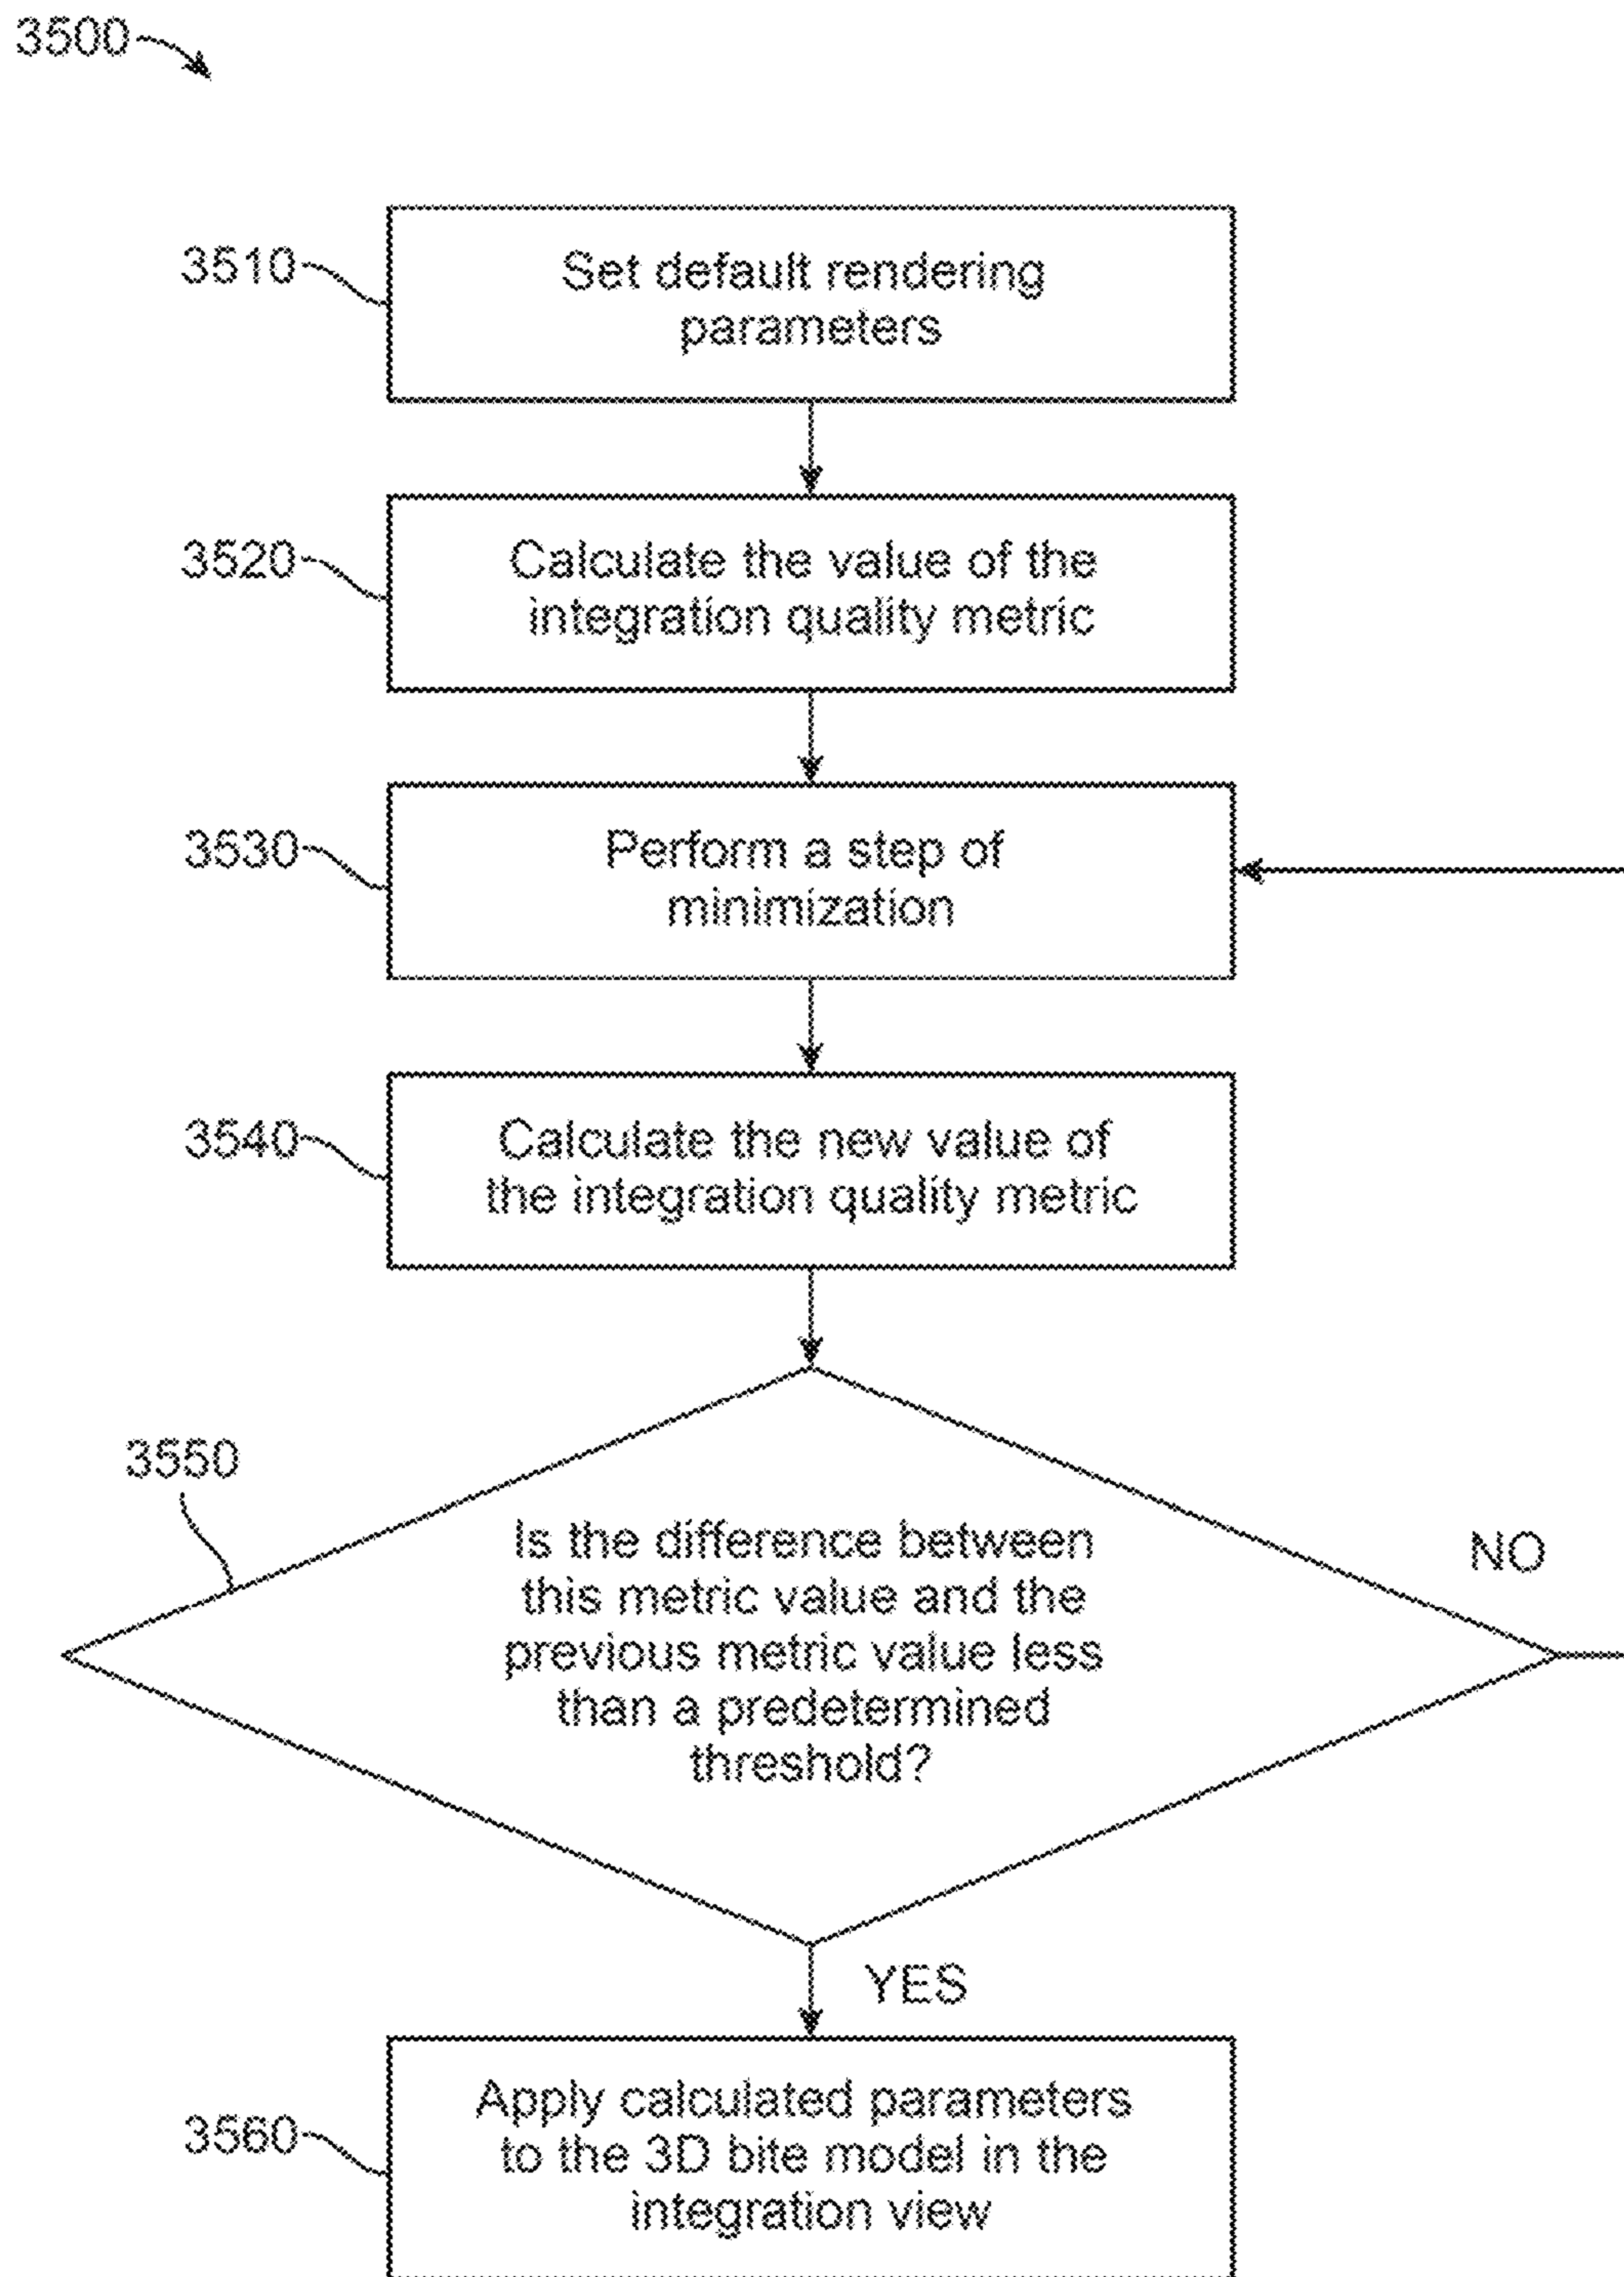 3500
3510
Set default rendering
parameters
3520
Calculate the value of the
integration quality metric
3530
Perform a step of
minimization
3540
Calculate the new value of
the integration quality metric
3550
Is the difference between
this metric value and the
previous metric value less
than a predetermined
threshold?
NO
YES
3560
Apply calculated parameters
to the 3D bite model in the
integration view